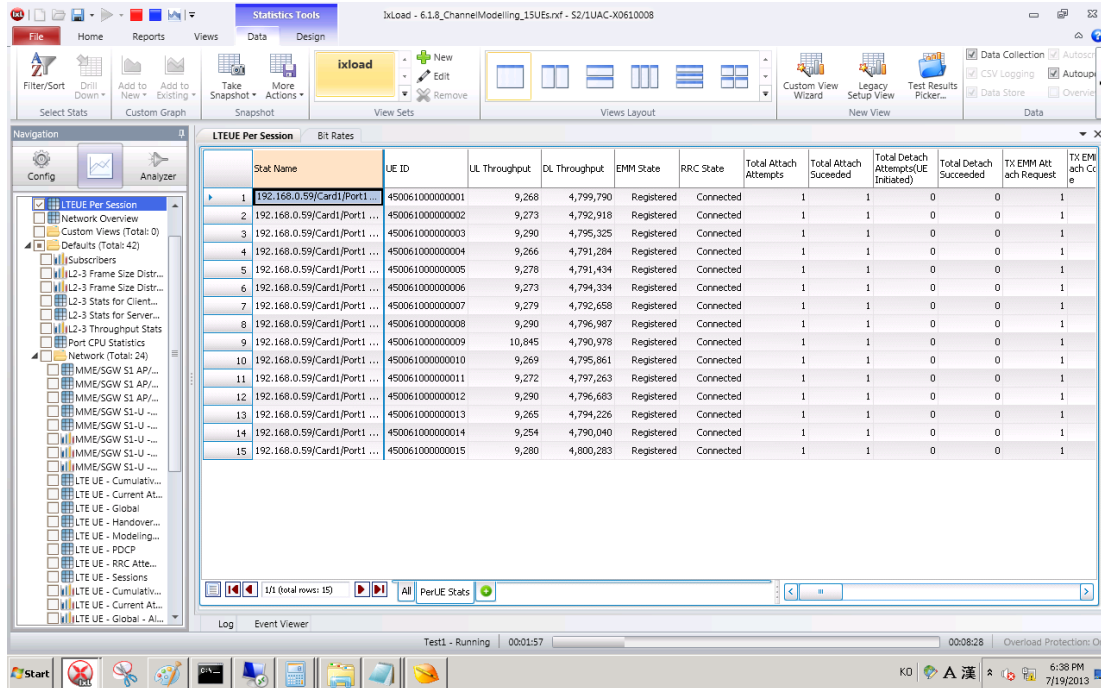 Statistics Tools
IxLoad - 6.1.8_ChannelModelling_15UEs.rxf - S2/1UAC-X0610008
File Home Reports Views Data Design
Filter/Sort
Drill Down
Add to New
Add to Existing
Take Snapshot
More Actions
ixload
New
Edit
Remove
Custom View Wizard
Legacy Setup View
Test Results Picker...
Data Collection
CSV Logging
Data Store
Select Stats Custom Graph Snapshot View Sets Views Layout New View Data
Navigation
Config
Analyzer
LTEUE Per Session
Network Overview
Custom Views (Total: 0)
Defaults (Total: 42)
Subscribers
L2-3 Frame Size Distr...
L2-3 Frame Size Distr...
L2-3 Stats for Client...
L2-3 Stats for Server...
L2-3 Throughput Stats
Port CPU Statistics
Network (Total: 24)
MME/SGW S1 AP/...
MME/SGW S1 AP/...
MME/SGW S1 AP/...
MME/SGW S1-U -...
MME/SGW S1-U -...
MME/SGW S1-U -...
MME/SGW S1-U -...
MME/SGW S1-U -...
LTE UE - Cumulativ...
LTE UE - Current At...
LTE UE - Global
LTE UE - Handover...
LTE UE - Modeling...
LTE UE - PDCP
LTE UE - RRC Atte...
LTE UE - Sessions
LTE UE - Cumulativ...
LTE UE - Current At...
LTE UE - Global - Al...
LTEUE Per Session Bit Rates
Stat Name UE ID UL Throughput DL Throughput EMM State RRC State Total Attach Attempts Total Attach Suceeded Total Detach Attempts(UE Initiated) Total Detach Succeeded TX EMM Att ach Request
1 192.168.0.59/Card1/Port1 ... 450061000000001 9,268 4,799,790 Registered Connected 1 1 0 0 1
2 192.168.0.59/Card1/Port1 ... 450061000000002 9,273 4,792,918 Registered Connected 1 1 0 0 1
3 192.168.0.59/Card1/Port1 ... 450061000000003 9,290 4,795,325 Registered Connected 1 1 0 0 1
4 192.168.0.59/Card1/Port1 ... 450061000000004 9,266 4,791,284 Registered Connected 1 1 0 0 1
5 192.168.0.59/Card1/Port1 ... 450061000000005 9,278 4,791,434 Registered Connected 1 1 0 0 1
6 192.168.0.59/Card1/Port1 ... 450061000000006 9,273 4,794,334 Registered Connected 1 1 0 0 1
7 192.168.0.59/Card1/Port1 ... 450061000000007 9,279 4,792,658 Registered Connected 1 1 0 0 1
8 192.168.0.59/Card1/Port1 ... 450061000000008 9,290 4,796,987 Registered Connected 1 1 0 0 1
9 192.168.0.59/Card1/Port1 ... 450061000000009 10,845 4,790,978 Registered Connected 1 1 0 0 1
10 192.168.0.59/Card1/Port1 ... 450061000000010 9,269 4,795,861 Registered Connected 1 1 0 0 1
11 192.168.0.59/Card1/Port1 ... 450061000000011 9,272 4,797,263 Registered Connected 1 1 0 0 1
12 192.168.0.59/Card1/Port1 ... 450061000000012 9,290 4,796,683 Registered Connected 1 1 0 0 1
13 192.168.0.59/Card1/Port1 ... 450061000000013 9,265 4,794,226 Registered Connected 1 1 0 0 1
14 192.168.0.59/Card1/Port1 ... 450061000000014 9,254 4,790,040 Registered Connected 1 1 0 0 1
15 192.168.0.59/Card1/Port1 ... 450061000000015 9,280 4,800,283 Registered Connected 1 1 0 0 1
1/1 (total rows: 15) All PerUE Stats
Log Event Viewer
Test1 - Running 00:01:57 00:08:28 Overload Protection:
Start KO A 漢 6:38 PM
7/19/2013